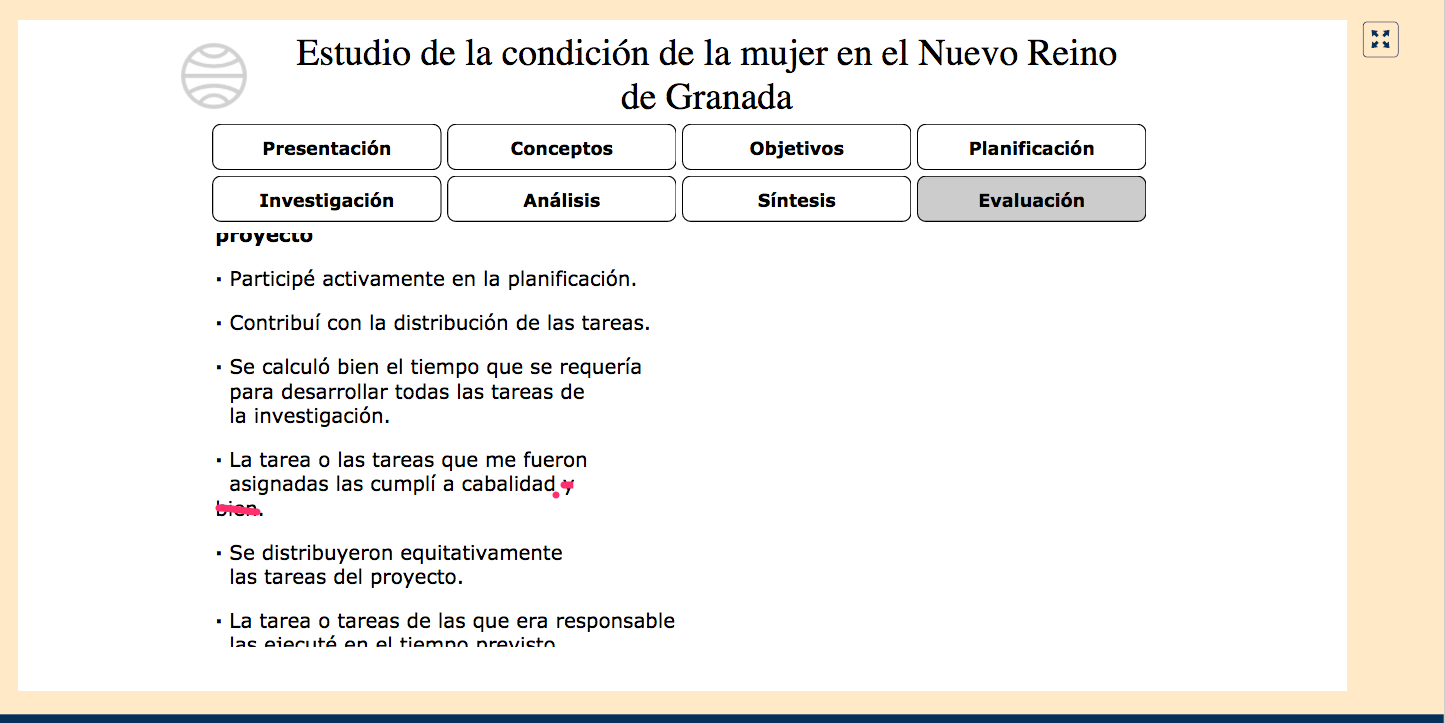 Estudio de la condición de la mujer en el Nuevo Reino
de Granada
Presentación Conceptos Objetivos Planificación
Investigación Análisis Síntesis Evaluación
proyecto
· Participé activamente en la planificación.
· Contribuí con la distribución de las tareas.
· Se calculó bien el tiempo que se requería
para desarrollar todas las tareas de
la investigación.
· La tarea o las tareas que me fueron
asignadas las cumplí a cabalidad. y
bien.
· Se distribuyeron equitativamente
las tareas del proyecto.
· La tarea o tareas de las que era responsable
las ejecuté en el tiempo previsto